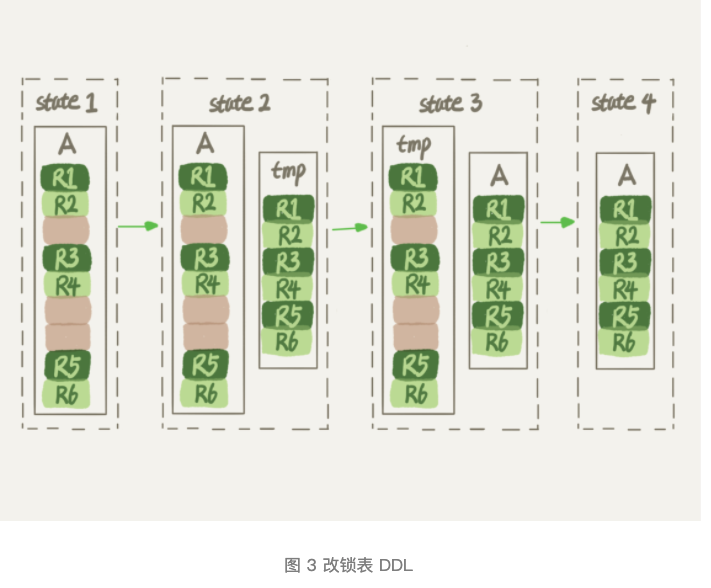 state 1
A
R1
R2
R3
R4
R5
R6
state 2
A
R1
R2
R3
R4
R5
R6
tmp
R1
R2
R3
R4
R5
R6
state 3
tmp
R1
R2
R3
R4
R5
R6
A
R1
R2
R3
R4
R5
R6
state 4
A
R1
R2
R3
R4
R5
R6
图 3 改锁表 DDL